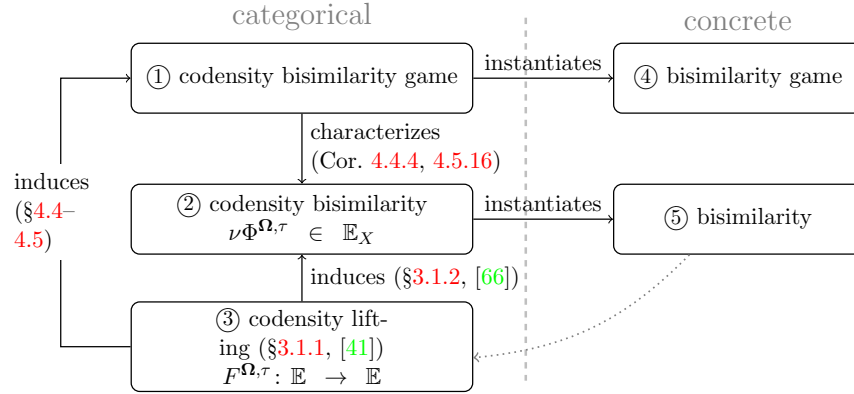 categorical
concrete
① codensity bisimilarity game
instantiates
④ bisimilarity game
characterizes
(Cor. 4.4.4, 4.5.16)
induces
(§4.4–
4.5)
② codensity bisimilarity
νΦ^{Ω,τ} ∈ 𝔼_X
instantiates
⑤ bisimilarity
induces (§3.1.2, [66])
③ codensity lift-
ing (§3.1.1, [41])
F^{Ω,τ}: 𝔼 → 𝔼